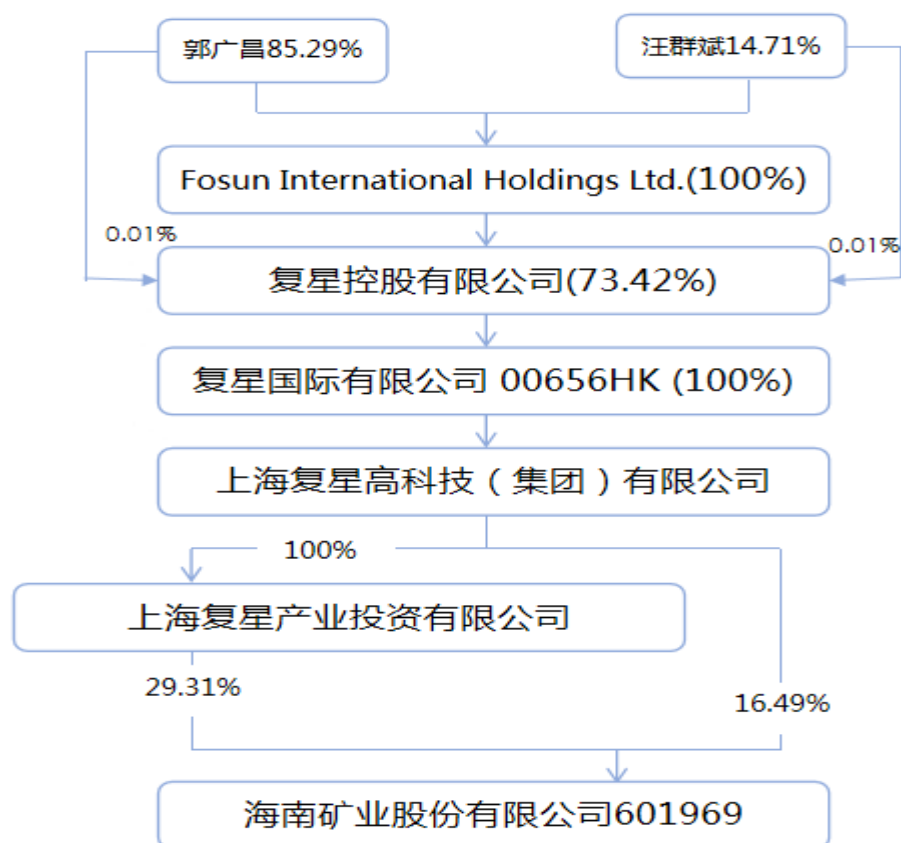 郭广昌85.29%
汪群斌14.71%
Fosun International Holdings Ltd.(100%)
0.01%
0.01%
复星控股有限公司(73.42%)
复星国际有限公司 00656HK (100%)
上海复星高科技（集团）有限公司
100%
上海复星产业投资有限公司
29.31%
16.49%
海南矿业股份有限公司601969